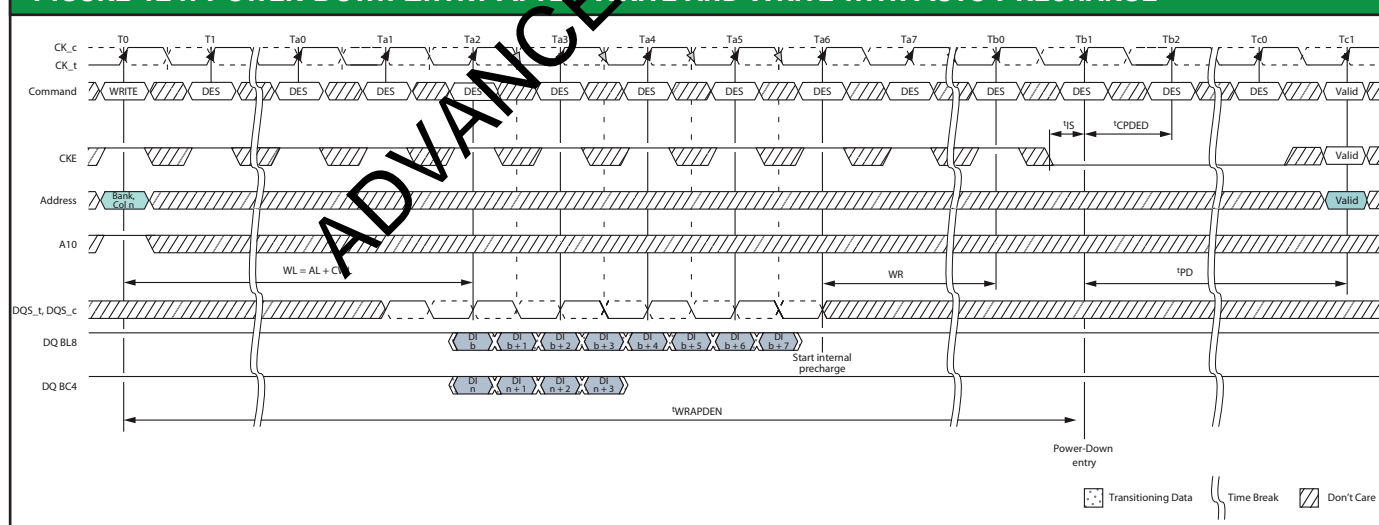 ADVANCE
T0 T1 Ta0 Ta1 Ta2 Ta3 Ta4 Ta5 Ta6 Ta7 Tb0 Tb1 Tb2 Tc0 Tc1
CK_c
CK_t
Command WRITE DES DES DES DES DES DES DES DES DES DES DES DES DES Valid
tIS tCPDED
CKE Valid
Address Bank, Col n Valid
A10
WL = AL + CWL WR tPD
DQS_t, DQS_c
DQ BL8 DI b DI b + 1 DI b + 2 DI b + 3 DI b + 4 DI b + 5 DI b + 6 DI b + 7
Start internal
precharge
DQ BC4 DI n DI n + 1 DI n + 2 DI n + 3
tWRAPDEN
Power-Down
entry
Transitioning Data Time Break Don't Care